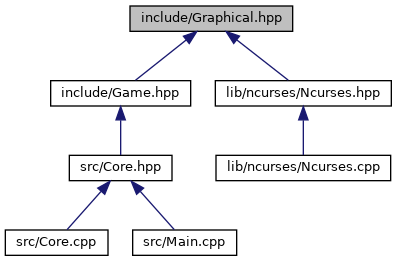 include/Graphical.hpp
include/Game.hpp
lib/ncurses/Ncurses.hpp
src/Core.hpp
lib/ncurses/Ncurses.cpp
src/Core.cpp
src/Main.cpp